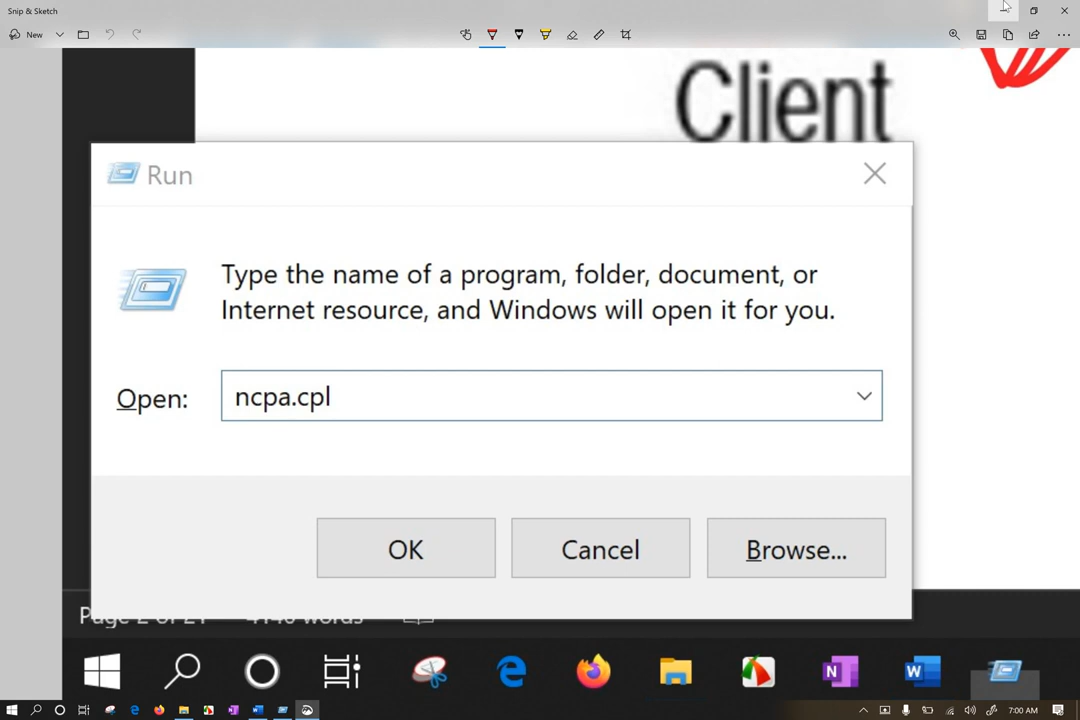 Snip & Sketch
New
Client
Run
Type the name of a program, folder, document, or
Internet resource, and Windows will open it for you.
Open:
ncpa.cpl
OK
Cancel
Browse...
7:00 AM